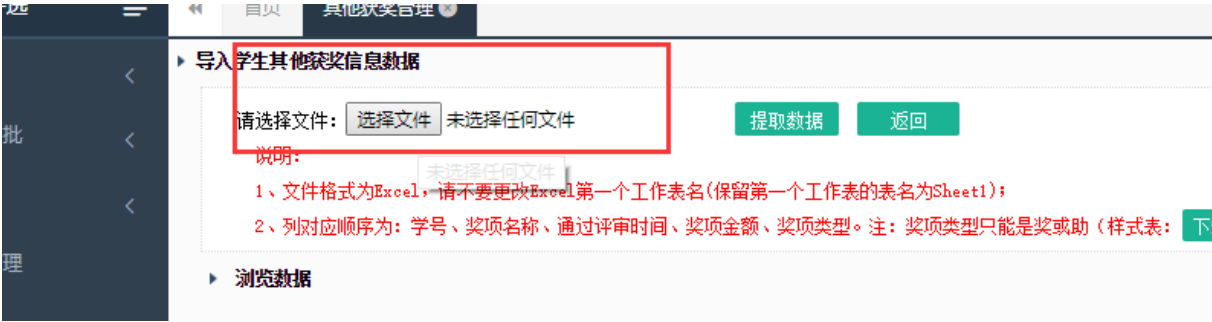 选 首页 其他获奖管理
导入学生其他获奖信息数据
请选择文件： 选择文件 未选择任何文件 提取数据 返回
批
说明：
未选择任何文件
1、文件格式为Excel，请不要更改Excel第一个工作表名(保留第一个工作表的表名为Sheet1)；
2、列对应顺序为：学号、奖项名称、通过评审时间、奖项金额、奖项类型。注：奖项类型只能是奖或助（样式表： 下
理
浏览数据